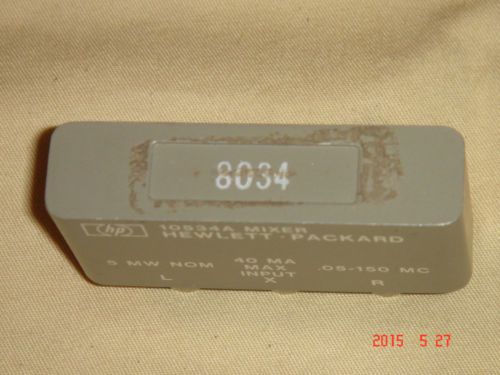 8034
hp 10534A MIXER
HEWLETT · PACKARD
5 MW NOM 40 MA .05-150 MC
MAX
INPUT
L X R
2015 5 27